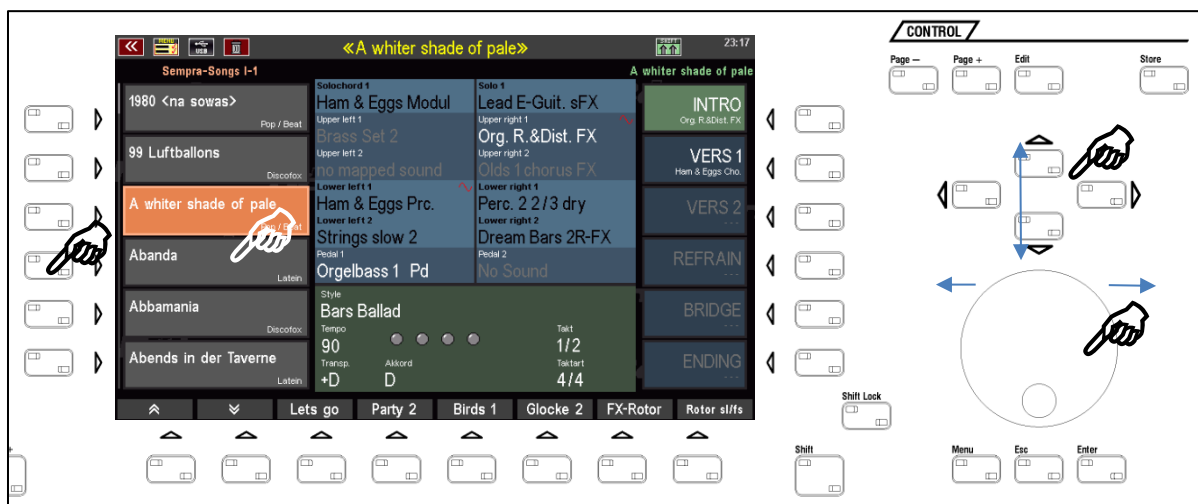 CONTROL
Page –
Page +
Edit
Store
MENU
USB
«A whiter shade of pale»
SHIFT
23:17
Sempra-Songs I-1
A whiter shade of pale
1980 <na sowas>
Pop / Beat
99 Luftballons
Discofox
A whiter shade of pale
Pop / Beat
Abanda
Latein
Abbamania
Discofox
Abends in der Taverne
Latein
Solochord 1
Ham & Eggs Modul
Solo 1
Lead E-Guit. sFX
Upper left 1
Brass Set 2
Upper right 1
Org. R.&Dist. FX
Upper left 2
no mapped sound
Upper right 2
Olds 1 chorus FX
Lower left 1
Ham & Eggs Prc.
Lower right 1
Perc. 2 2/3 dry
Lower left 2
Strings slow 2
Lower right 2
Dream Bars 2R-FX
Pedal 1
Orgelbass 1 Pd
Pedal 2
No Sound
Style
Bars Ballad
Tempo
90
Takt
1/2
Transp.
+D
Akkord
D
Taktart
4/4
INTRO
Org. R.&Dist. FX
VERS 1
Ham & Eggs Cho.
VERS 2
---
REFRAIN
---
BRIDGE
---
ENDING
---
Lets go
Party 2
Birds 1
Glocke 2
FX-Rotor
Rotor sl/fs
Shift Lock
+
Shift
Menu
Esc
Enter